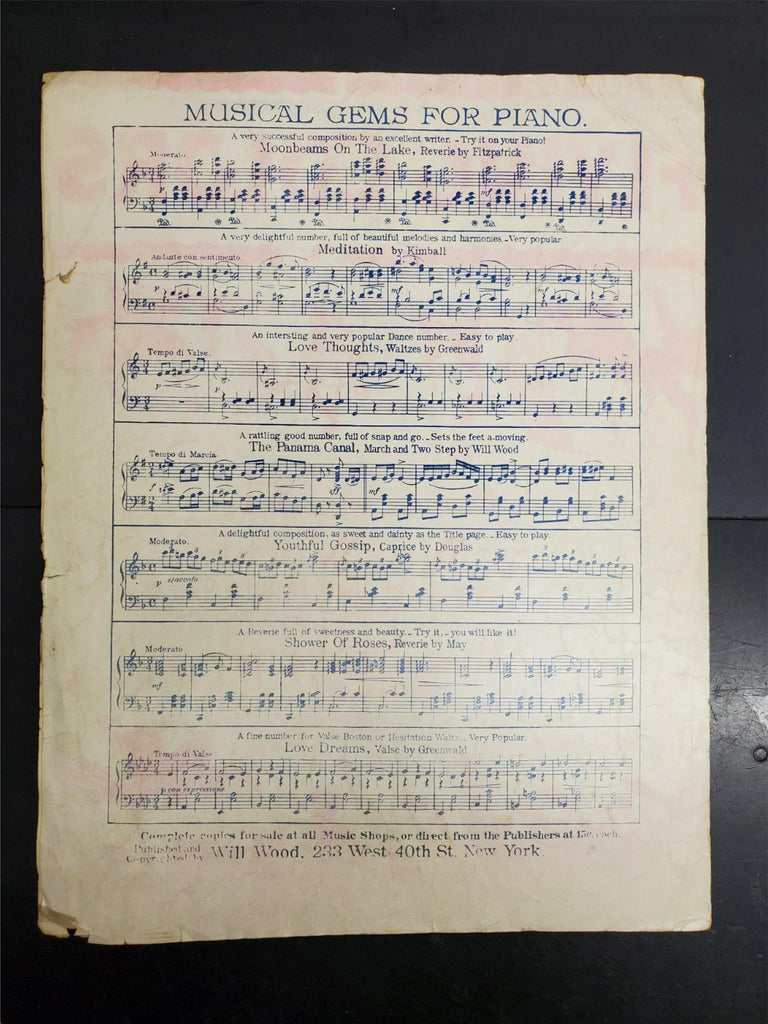 MUSICAL GEMS FOR PIANO.
A very successful composition by an excellent writer. - Try it on your Piano!
Moonbeams On The Lake, Reverie by Fitzpatrick
Moderato
p
mf
A very delightful number, full of beautiful melodies and harmonies. - Very popular
Meditation by Kimball
Andante con sentimento
p
mf
An intersting and very popular Dance number. - Easy to play.
Love Thoughts, Waltzes by Greenwald
Tempo di Valse.
p
A rattling good number, full of snap and go. - Sets the feet a-moving.
The Panama Canal, March and Two Step by Will Wood
Tempo di Marcia
f
sff
mf
A delightful composition, as sweet and dainty as the Title page. - Easy to play.
Youthful Gossip, Caprice by Douglas
Moderato.
p staccato
A Reverie full of sweetness and beauty. - Try it. - you will like it!
Shower Of Roses, Reverie by May
Moderato
mf
A fine number for Valse Boston or Hesitation Waltz. - Very Popular.
Love Dreams, Valse by Greenwald
Tempo di Valse
p con espressione
Complete copies for sale at all Music Shops, or direct from the Publishers at 15c. each.
Published and
Copyrighted by Will Wood. 233 West 40th St. New York.